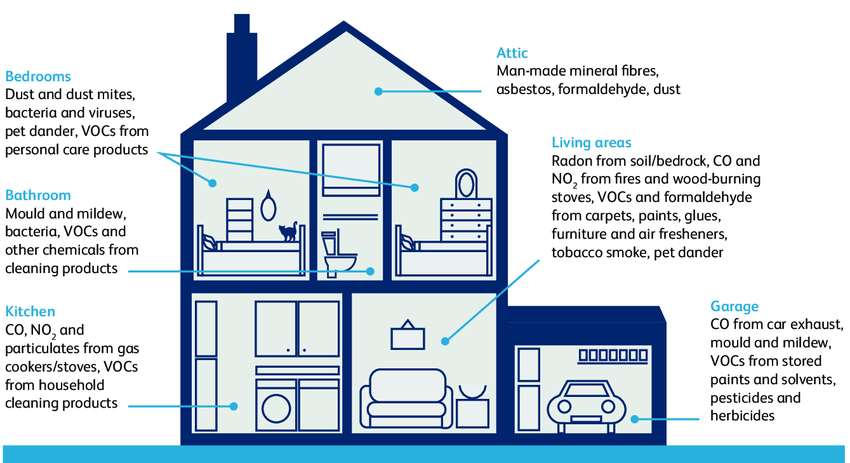 Bedrooms
Dust and dust mites,
bacteria and viruses,
pet dander, VOCs from
personal care products
Bathroom
Mould and mildew,
bacteria, VOCs and
other chemicals from
cleaning products
Kitchen
CO, NO2 and
particulates from gas
cookers/stoves, VOCs
from household
cleaning products
Attic
Man-made mineral fibres,
asbestos, formaldehyde, dust
Living areas
Radon from soil/bedrock, CO and
NO2 from fires and wood-burning
stoves, VOCs and formaldehyde
from carpets, paints, glues,
furniture and air fresheners,
tobacco smoke, pet dander
Garage
CO from car exhaust,
mould and mildew,
VOCs from stored
paints and solvents,
pesticides and
herbicides